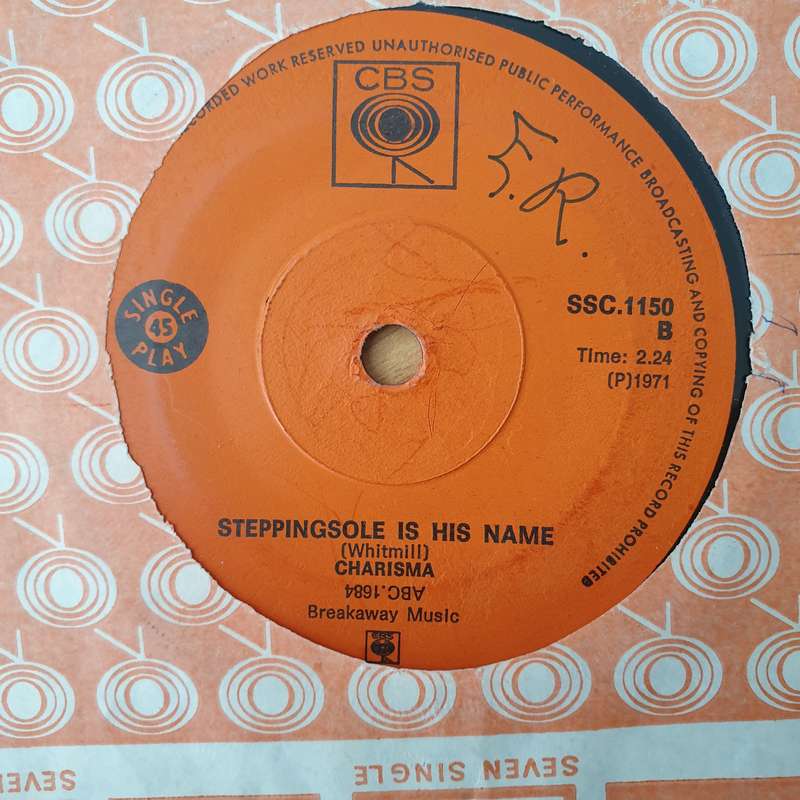 RECORDED WORK RESERVED UNAUTHORISED PUBLIC PERFORMANCE BROADCASTING AND COPYING OF THIS RECORD PROHIBITED
CBS
F.R.
SINGLE
45
PLAY
SSC.1150
B
Time: 2.24
(P)1971
STEPPINGSOLE IS HIS NAME
(Whitmill)
CHARISMA
ABC.1684
Breakaway Music
CBS
SEVEN
SEVEN SINGLE